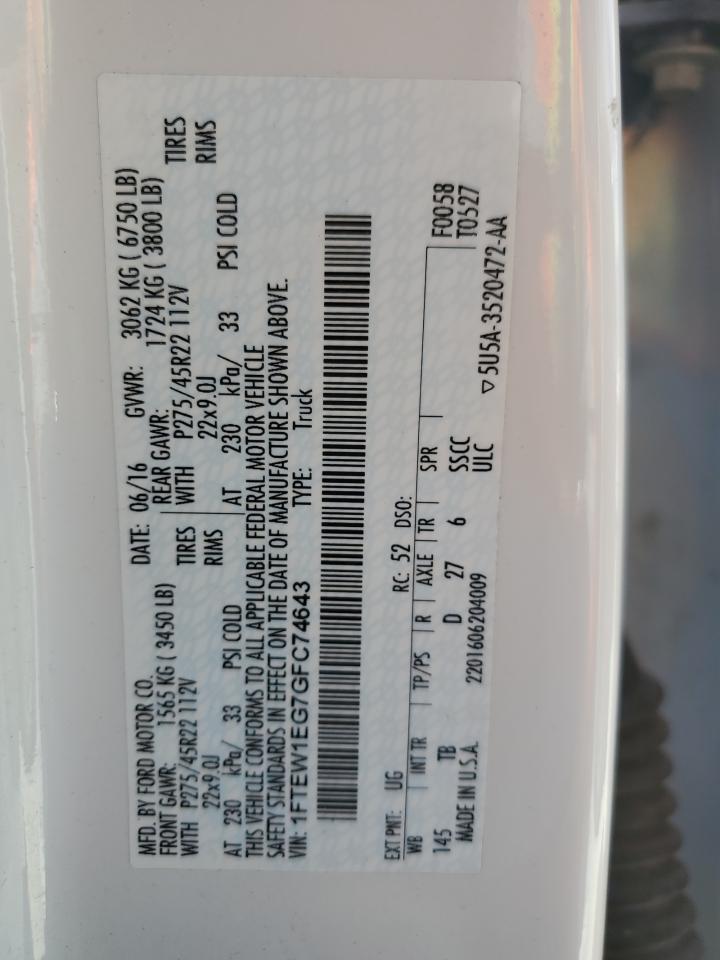 MFD. BY FORD MOTOR CO. DATE: 06/16 GVWR: 3062 KG ( 6750 LB)
FRONT GAWR: 1565 KG ( 3450 LB) REAR GAWR: 1724 KG ( 3800 LB)
WITH P275/45R22 112V TIRES WITH P275/45R22 112V TIRES
22x9.0J RIMS 22x9.0J RIMS
AT 230 kPa/ 33 PSI COLD AT 230 kPa/ 33 PSI COLD
THIS VEHICLE CONFORMS TO ALL APPLICABLE FEDERAL MOTOR VEHICLE
SAFETY STANDARDS IN EFFECT ON THE DATE OF MANUFACTURE SHOWN ABOVE.
VIN: 1FTEW1EG7GFC74643 TYPE: Truck
EXT PNT: UG RC: 52 DSO: F0058
WB INT TR TP/PS R AXLE TR SPR T0527
145 TB D 27 6 SSCC
MADE IN U.S.A. 2201606204009 ULC ▽5U5A-3520472-AA